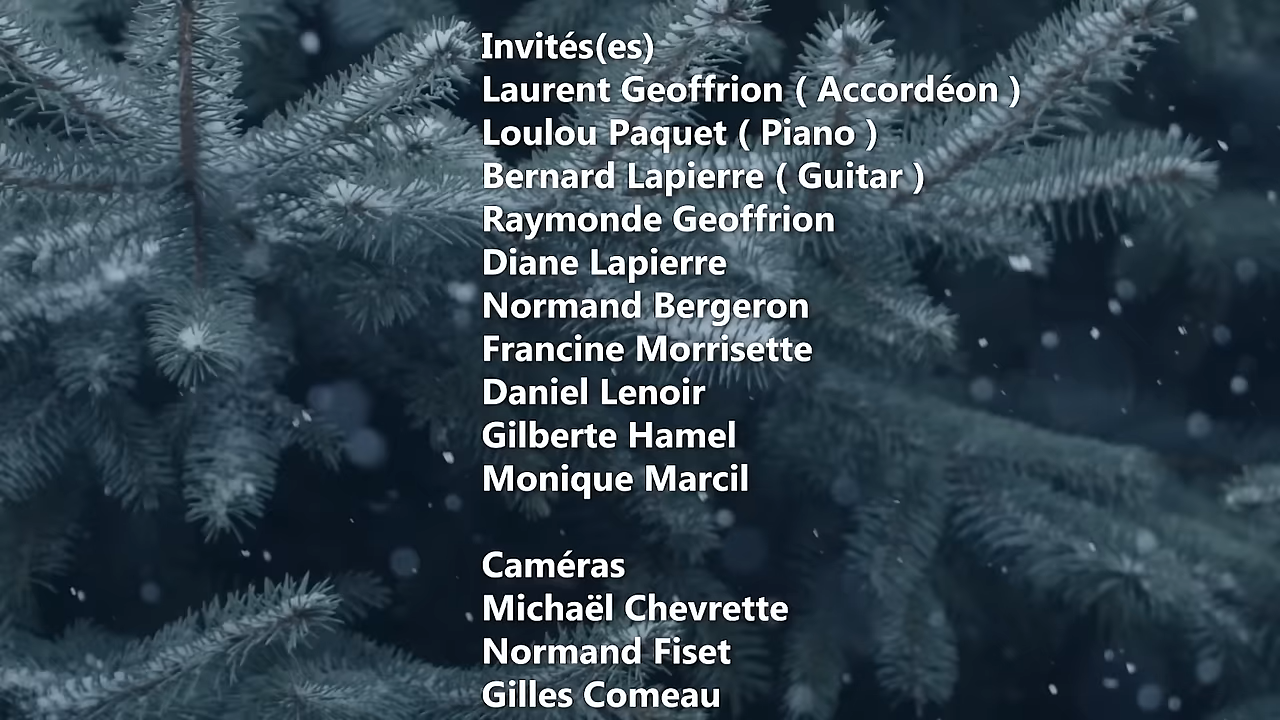 Invités(es)
Laurent Geoffrion ( Accordéon )
Loulou Paquet ( Piano )
Bernard Lapierre ( Guitar )
Raymonde Geoffrion
Diane Lapierre
Normand Bergeron
Francine Morrisette
Daniel Lenoir
Gilberte Hamel
Monique Marcil
Caméras
Michaël Chevrette
Normand Fiset
Gilles Comeau